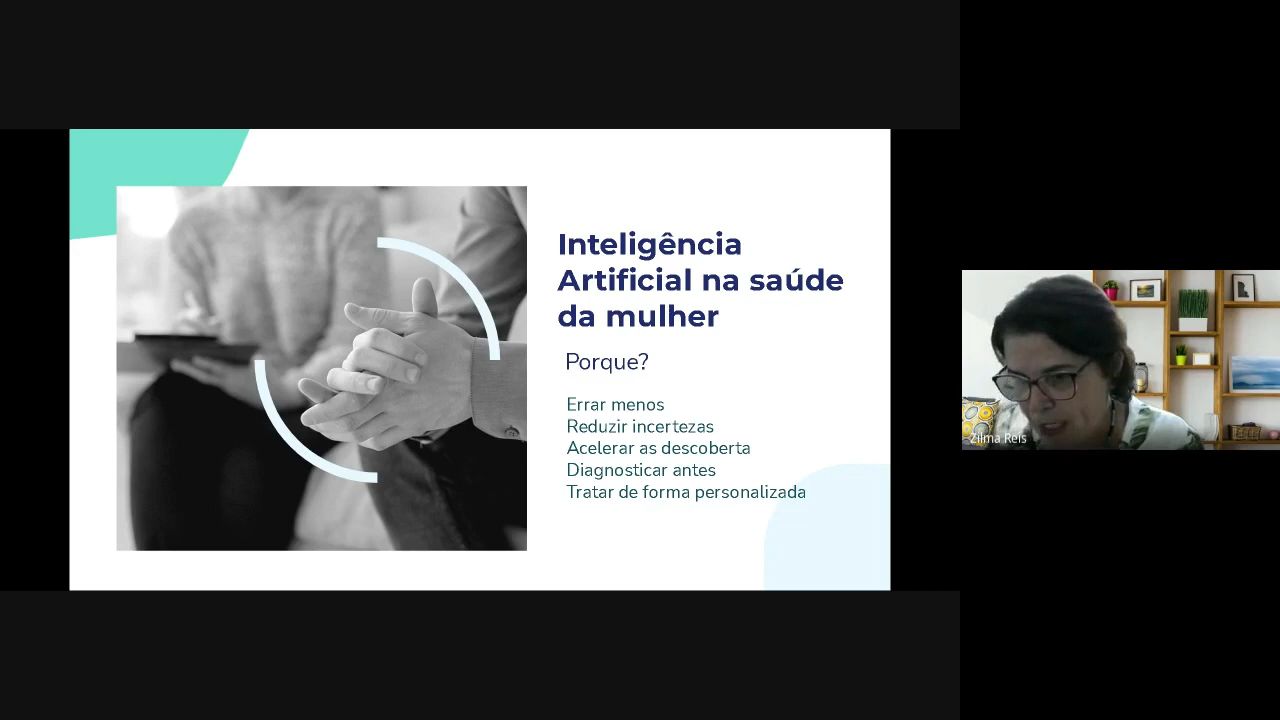 Inteligência
Artificial na saúde
da mulher
Porque?
Errar menos
Reduzir incertezas
Acelerar as descoberta
Diagnosticar antes
Tratar de forma personalizada
Zilma Reis